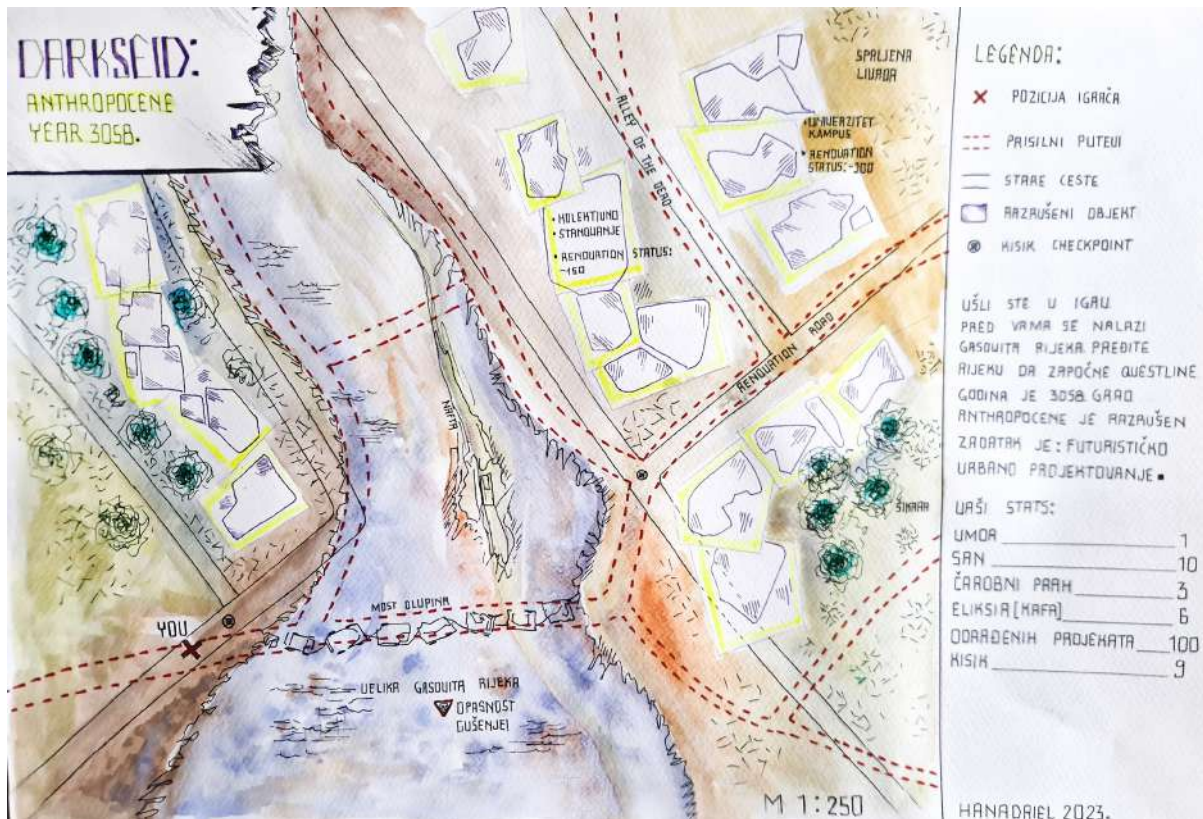 DARKSEID:
ANTHROPOCENE
YEAR 3058.
SPRLJENA
LIVADA
ALLEY OF THE DEAD
• UNIVERZITET
KAMPUS
• RENOVATION
STATUS: -300
• KOLEKTIVNO
• STANOVANJE
• RENOVATION STATUS:
-150
RENOVATION ROAD
NAFTA
ŠIKARA
MOST OLUPINA
YOU
VELIKA GASOVITA RIJEKA
OPASNOST
GUŠENJE!
M 1:250
LEGENDA:
POZICIJA IGRAČA
PRISILNI PUTEVI
STARE CESTE
RAZRUŠENI OBJEKT
KISIK CHECKPOINT
UŠLI STE U IGRU.
PRED VAMA SE NALAZI
GASOVITA RIJEKA. PREĐITE
RIJEKU DA ZAPOČNE QUESTLINE
GODINA JE 3058. GRAD
ANTHROPOCENE JE RAZRUŠEN
ZADATAK JE: FUTURISTIČKO
URBANO PROJEKTOVANJE.
VAŠI STATS:
UMOR 1
SAN 10
ČAROBNI PRAH 3
ELIKSIR [KAFA] 6
ODRAĐENIH PROJEKATA 100
KISIK 9
HANADRIEL 2023.